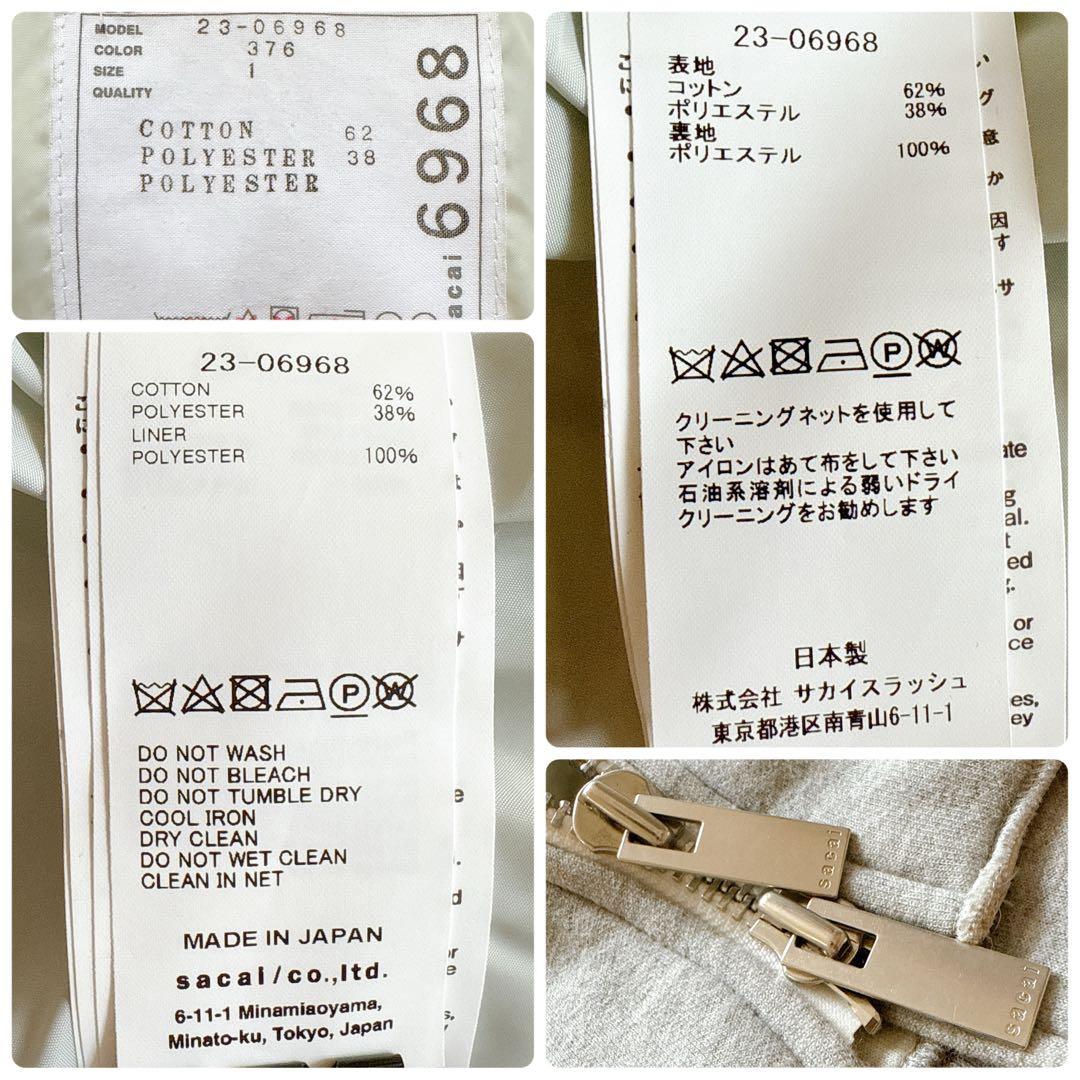 MODEL 23-06968
COLOR 376
SIZE 1
QUALITY
COTTON 62
POLYESTER 38
POLYESTER
sacai 6968
23-06968
表地
コットン 62%
ポリエステル 38%
裏地
ポリエステル 100%
クリーニングネットを使用して
下さい
アイロンはあて布をして下さい
石油系溶剤による弱いドライ
クリーニングをお勧めします
日本製
株式会社 サカイスラッシュ
東京都港区南青山6-11-1
23-06968
COTTON 62%
POLYESTER 38%
LINER
POLYESTER 100%
P
W
DO NOT WASH
DO NOT BLEACH
DO NOT TUMBLE DRY
COOL IRON
DRY CLEAN
DO NOT WET CLEAN
CLEAN IN NET
MADE IN JAPAN
sacai/co.,ltd.
6-11-1 Minamiaoyama,
Minato-ku, Tokyo, Japan
sacai
sacai